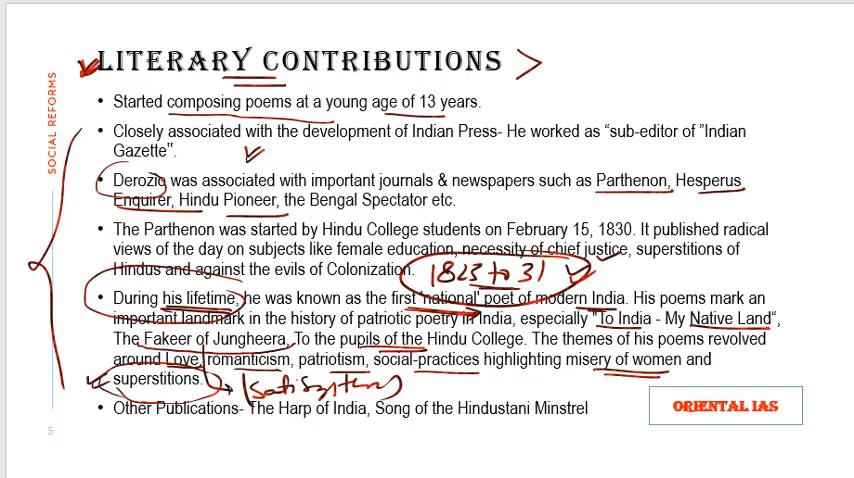 LITERARY CONTRIBUTIONS
SOCIAL REFORMS
• Started composing poems at a young age of 13 years.
• Closely associated with the development of Indian Press- He worked as “sub-editor of ”Indian
Gazette‟.
• Derozio was associated with important journals & newspapers such as Parthenon, Hesperus
Enquirer, Hindu Pioneer, the Bengal Spectator etc.
• The Parthenon was started by Hindu College students on February 15, 1830. It published radical
views of the day on subjects like female education, necessity of chief justice, superstitions of
Hindus and against the evils of Colonization.
1823 to 31
• During his lifetime, he was known as the first 'national' poet of modern India. His poems mark an
important landmark in the history of patriotic poetry in India, especially "To India - My Native Land“,
The Fakeer of Jungheera, To the pupils of the Hindu College. The themes of his poems revolved
around Love, romanticism, patriotism, social-practices highlighting misery of women and
superstitions.
(Sati System)
• Other Publications- The Harp of India, Song of the Hindustani Minstrel
ORIENTAL IAS
5